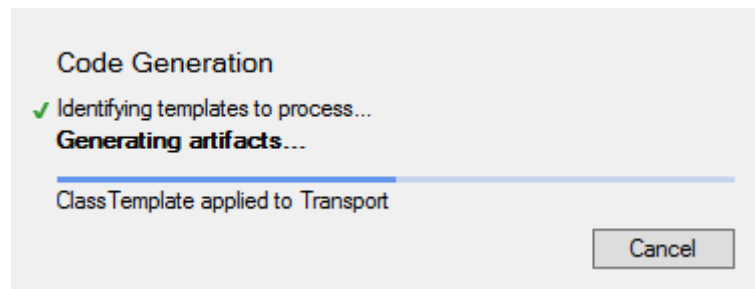 Code Generation
Identifying templates to process...
Generating artifacts...
ClassTemplate applied to Transport
Cancel